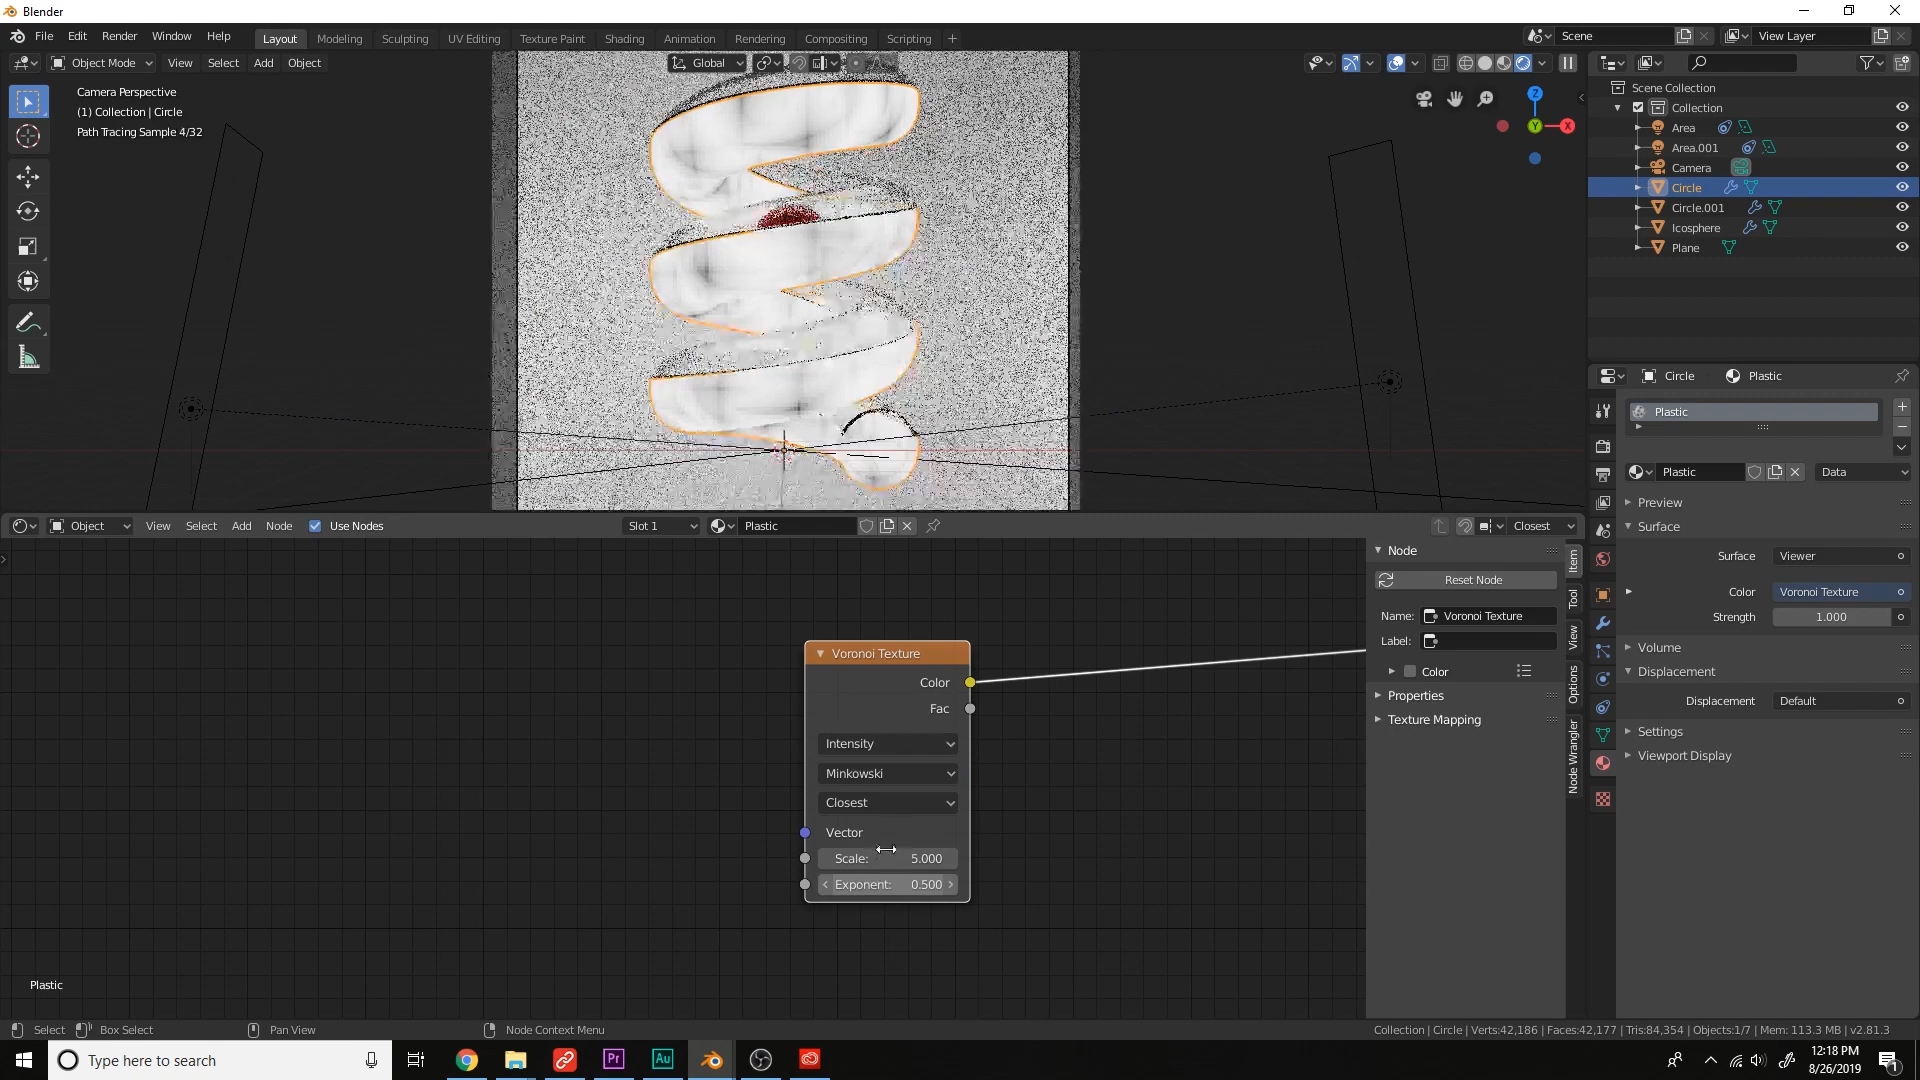 Blender
File Edit Render Window Help
Layout Modeling Sculpting UV Editing Texture Paint Shading Animation Rendering Compositing Scripting
Scene
View Layer
Object Mode View Select Add Object
Global
Camera Perspective
(1) Collection | Circle
Path Tracing Sample 4/32
Z
Y
X
Scene Collection
Collection
Area
Area.001
Camera
Circle
Circle.001
Icosphere
Plane
Circle Plastic
Plastic
Plastic Data
Preview
Surface
Surface Viewer
Color Voronoi Texture
Strength 1.000
Volume
Displacement
Displacement Default
Settings
Viewport Display
Object View Select Add Node Use Nodes Slot 1 Plastic Closest
Voronoi Texture
Color
Fac
Intensity
Minkowski
Closest
Vector
Scale: 5.000
Exponent: 0.500
Node
Reset Node
Name: Voronoi Texture
Label:
Color
Properties
Texture Mapping
Item
Tool
View
Options
Node Wrangler
Plastic
Select Box Select Pan View Node Context Menu
Collection | Circle | Verts:42,186 | Faces:42,177 | Tris:84,354 | Objects:1/7 | Mem: 113.3 MB | v2.81.3
Type here to search
Pr
Au
12:18 PM
8/26/2019
1